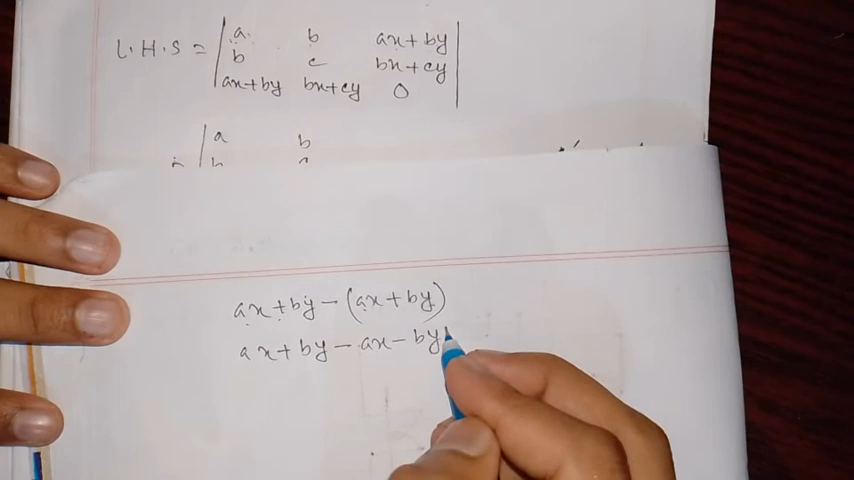 L.H.S = | a b ax+by |
b c bx+cy
ax+by bx+cy 0
= | a b
b c
ax+by-(ax+by)
ax+by-ax-by